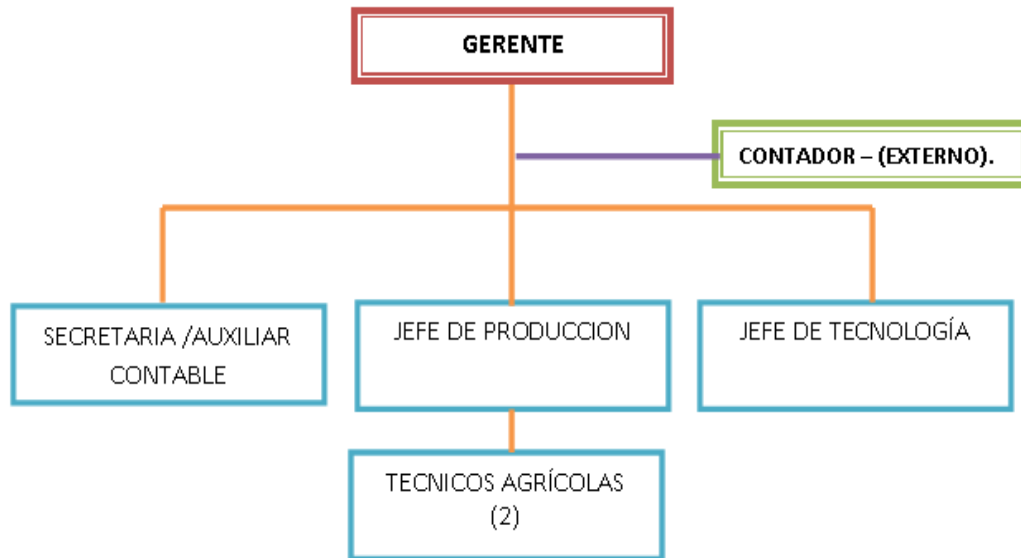 GERENTE
CONTADOR – (EXTERNO).
SECRETARIA /AUXILIAR
CONTABLE
JEFE DE PRODUCCION
JEFE DE TECNOLOGÍA
TECNICOS AGRÍCOLAS
(2)